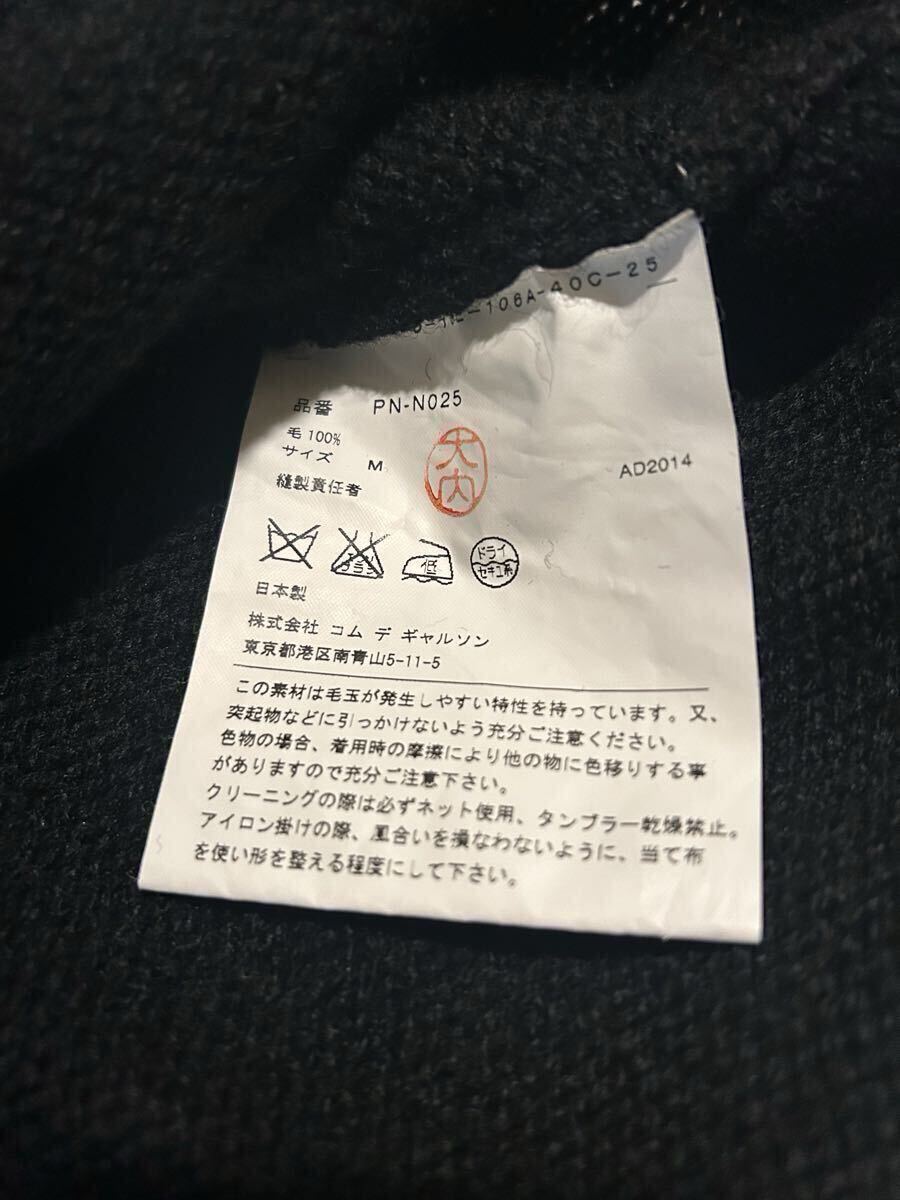 -106A-40C-25
品番 PN-N025
毛 100%
サイズ M
大内
AD2014
縫製責任者
低
ドライ
セキユ系
日本製
株式会社 コム デ ギャルソン
東京都港区南青山5-11-5
この素材は毛玉が発生しやすい特性を持っています。又、
突起物などに引っかけないよう充分ご注意ください。
色物の場合、着用時の摩擦により他の物に色移りする事
がありますので充分ご注意下さい。
クリーニングの際は必ずネット使用、タンブラー乾燥禁止。
アイロン掛けの際、風合いを損なわないように、当て布
を使い形を整える程度にして下さい。